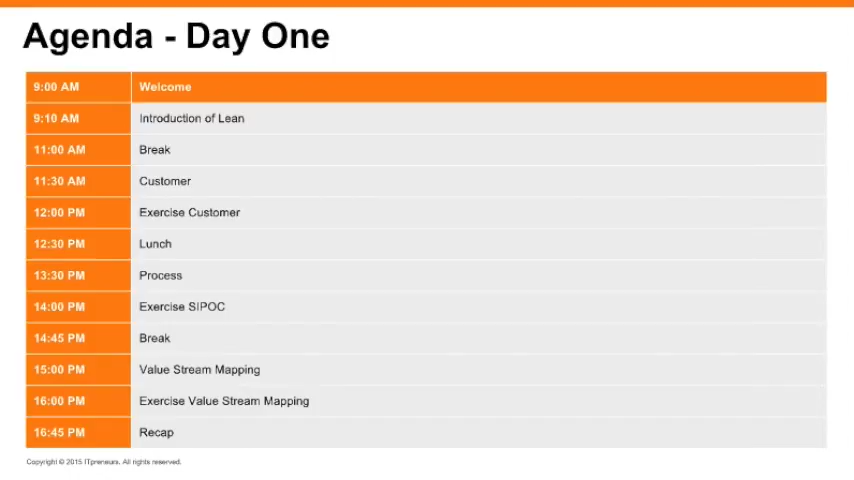 Agenda - Day One
9:00 AM Welcome
9:10 AM Introduction of Lean
11:00 AM Break
11:30 AM Customer
12:00 PM Exercise Customer
12:30 PM Lunch
13:30 PM Process
14:00 PM Exercise SIPOC
14:45 PM Break
15:00 PM Value Stream Mapping
16:00 PM Exercise Value Stream Mapping
16:45 PM Recap
Copyright © 2015 ITpreneurs. All rights reserved.